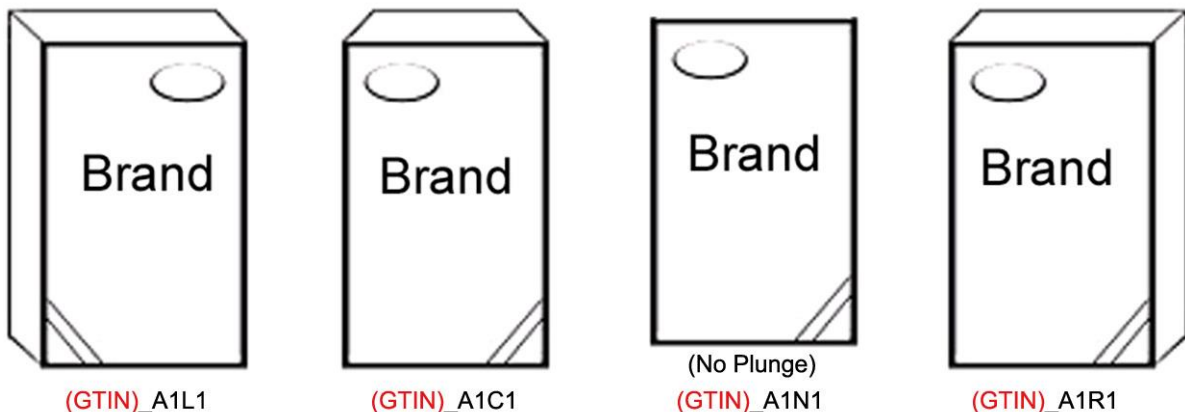 Brand
Brand
Brand
Brand
(No Plunge)
(GTIN)_A1L1
(GTIN)_A1C1
(GTIN)_A1N1
(GTIN)_A1R1